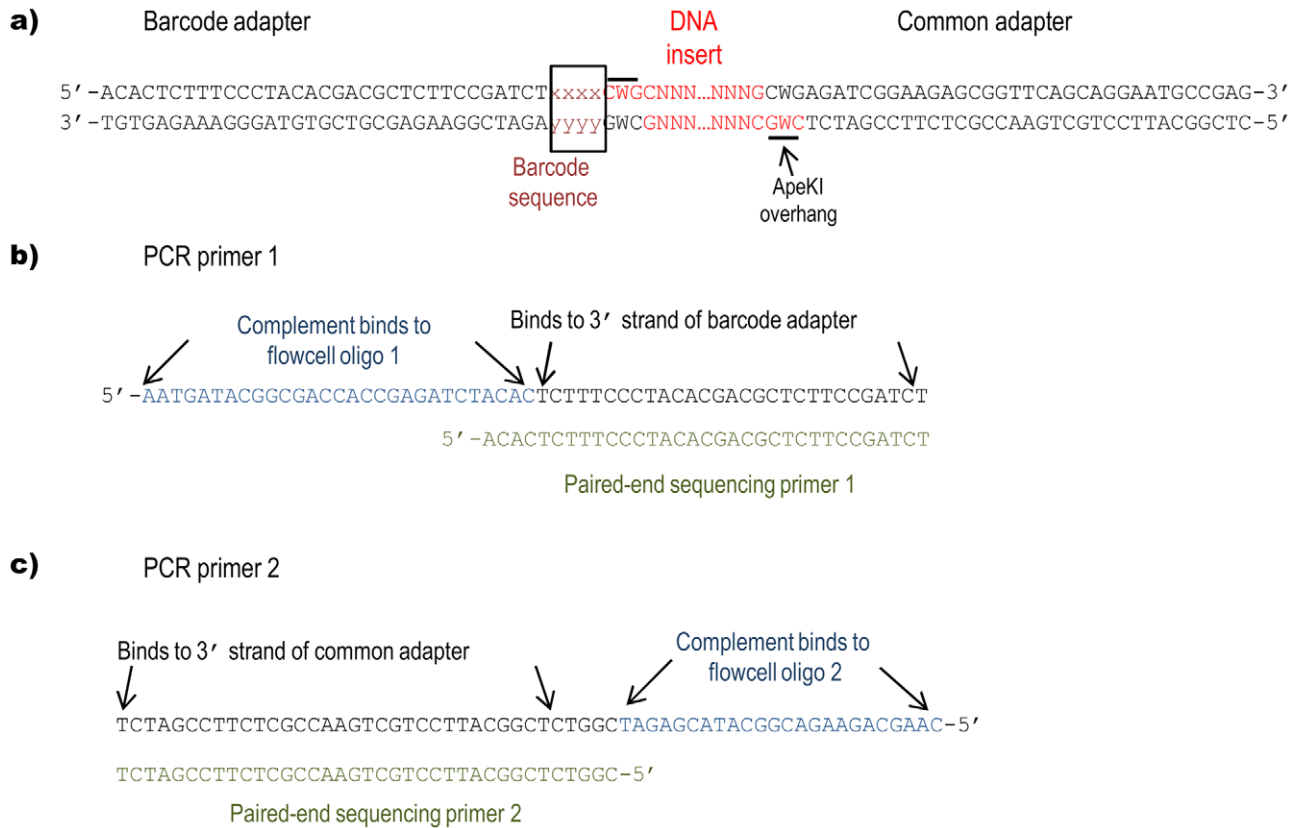 a)
Barcode adapter
DNA
insert
Common adapter
5′-ACACTCTTTCCCTACACGACGCTCTTCCGATCTxxxxCWGCNNN…NNNGCWGAGATCGGAAGAGCGGTTCAGCAGGAATGCCGAG-3′
3′-TGTGAGAAAGGGATGTGCTGCGAGAAGGCTAGAyyyyGWCGNNN…NNNCGWCTCTAGCCTTCTCGCCAAGTCGTCCTTACGGCTC-5′
Barcode
sequence
ApeKI
overhang
b)
PCR primer 1
Complement binds to
flowcell oligo 1
Binds to 3′ strand of barcode adapter
5′-AATGATACGGCGACCACCGAGATCTACACTCTTTCCCTACACGACGCTCTTCCGATCT
5′-ACACTCTTTCCCTACACGACGCTCTTCCGATCT
Paired-end sequencing primer 1
c)
PCR primer 2
Binds to 3′ strand of common adapter
Complement binds to
flowcell oligo 2
TCTAGCCTTCTCGCCAAGTCGTCCTTACGGCTCTGGCTAGAGCATACGGCAGAAGACGAAC-5′
TCTAGCCTTCTCGCCAAGTCGTCCTTACGGCTCTGGC-5′
Paired-end sequencing primer 2